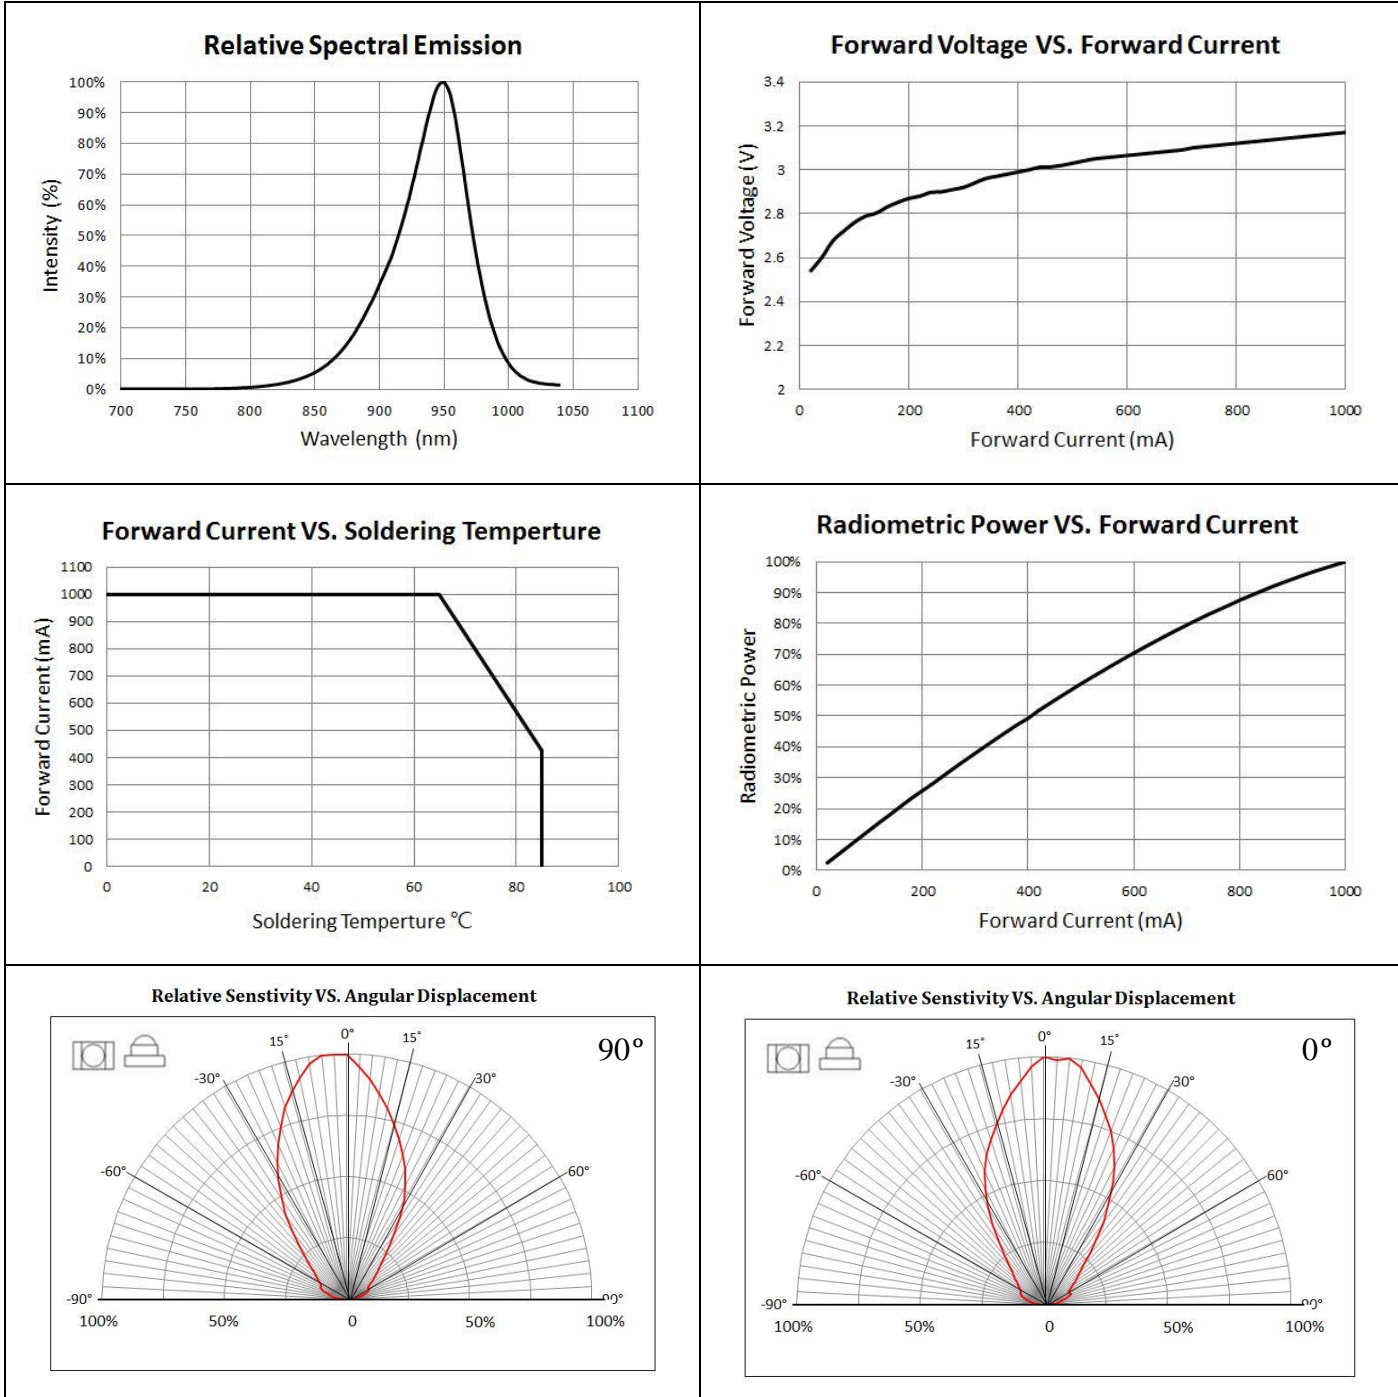 Relative Spectral Emission
100%
90%
80%
70%
60%
50%
40%
30%
20%
10%
0%
Intensity (%)
700 750 800 850 900 950 1000 1050 1100
Wavelength (nm)
Forward Voltage VS. Forward Current
3.4
3.2
3
2.8
2.6
2.4
2.2
2
Forward Voltage (V)
0 200 400 600 800 1000
Forward Current (mA)
Forward Current VS. Soldering Temperture
1100
1000
900
800
700
600
500
400
300
200
100
0
Forward Current (mA)
0 20 40 60 80 100
Soldering Temperture °C
Radiometric Power VS. Forward Current
100%
90%
80%
70%
60%
50%
40%
30%
20%
10%
0%
Radiometric Power
0 200 400 600 800 1000
Forward Current (mA)
Relative Senstivity VS. Angular Displacement
90°
15° 0° 15°
-30° 30°
-60° 60°
-90° 90°
100% 50% 0 50% 100%
Relative Senstivity VS. Angular Displacement
0°
15° 0° 15°
-30° 30°
-60° 60°
-90° 90°
100% 50% 0 50% 100%